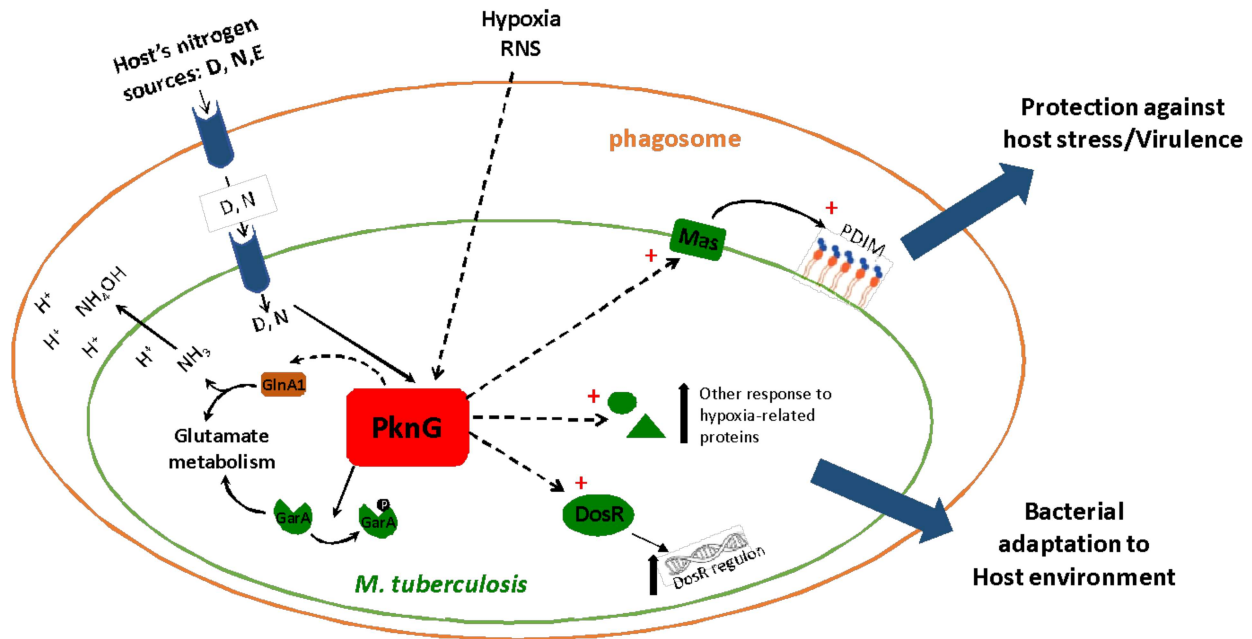 Host's nitrogen
sources: D, N,E
Hypoxia
RNS
Protection against
host stress/Virulence
phagosome
D, N
+
PDIM
Mas
+
NH₄OH
H⁺
H⁺
H⁺
H⁺
NH₃
D, N
GlnA1
PknG
+
Other response to
hypoxia-related
proteins
Glutamate
metabolism
+
GarA
P
GarA
DosR
DosR regulon
M. tuberculosis
Bacterial
adaptation to
Host environment